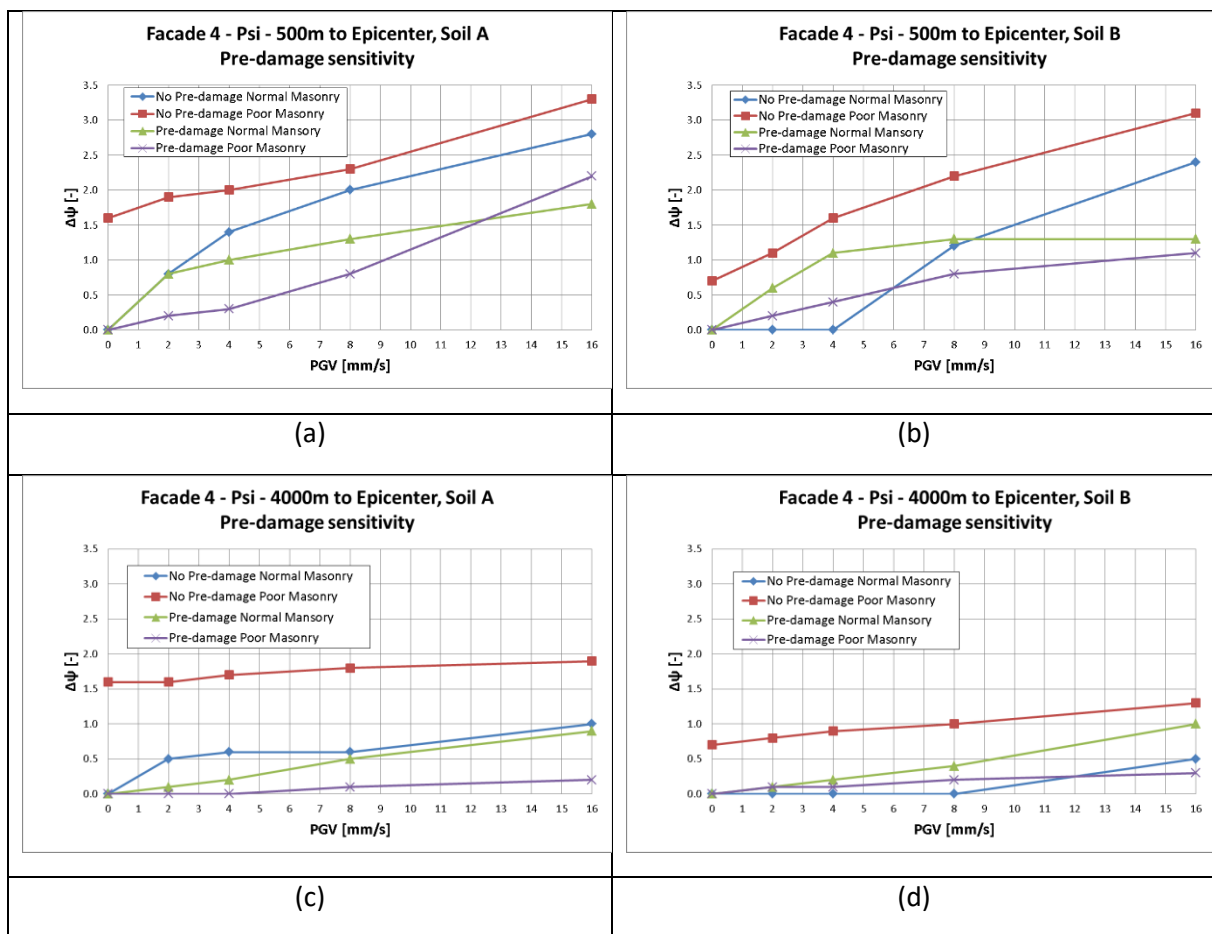 Facade 4 - Psi - 500m to Epicenter, Soil A
Pre-damage sensitivity
3.5
3.0
2.5
2.0
1.5
1.0
0.5
0.0
Δψ [-]
No Pre-damage Normal Masonry
No Pre-damage Poor Masonry
Pre-damage Normal Mansory
Pre-damage Poor Masonry
0 1 2 3 4 5 6 7 8 9 10 11 12 13 14 15 16
PGV [mm/s]
(a)
Facade 4 - Psi - 500m to Epicenter, Soil B
Pre-damage sensitivity
3.5
3.0
2.5
2.0
1.5
1.0
0.5
0.0
Δψ [-]
No Pre-damage Normal Masonry
No Pre-damage Poor Masonry
Pre-damage Normal Mansory
Pre-damage Poor Masonry
0 1 2 3 4 5 6 7 8 9 10 11 12 13 14 15 16
PGV [mm/s]
(b)
Facade 4 - Psi - 4000m to Epicenter, Soil A
Pre-damage sensitivity
3.5
3.0
2.5
2.0
1.5
1.0
0.5
0.0
Δψ [-]
No Pre-damage Normal Masonry
No Pre-damage Poor Masonry
Pre-damage Normal Mansory
Pre-damage Poor Masonry
0 1 2 3 4 5 6 7 8 9 10 11 12 13 14 15 16
PGV [mm/s]
(c)
Facade 4 - Psi - 4000m to Epicenter, Soil B
Pre-damage sensitivity
3.5
3.0
2.5
2.0
1.5
1.0
0.5
0.0
Δψ [-]
No Pre-damage Normal Masonry
No Pre-damage Poor Masonry
Pre-damage Normal Mansory
Pre-damage Poor Masonry
0 1 2 3 4 5 6 7 8 9 10 11 12 13 14 15 16
PGV [mm/s]
(d)